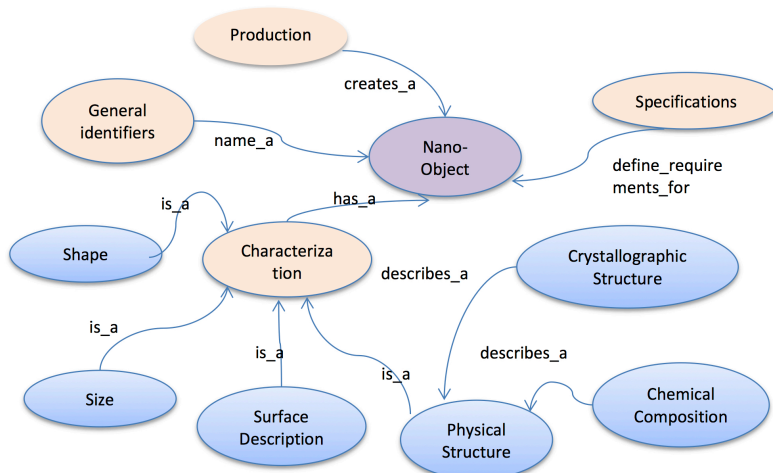 Production
creates_a
General
identifiers
name_a
Nano-
Object
Specifications
define_require
ments_for
is_a
has_a
Shape
Characteriza
tion
describes_a
Crystallographic
Structure
is_a
is_a
is_a
describes_a
Size
Surface
Description
Physical
Structure
Chemical
Composition